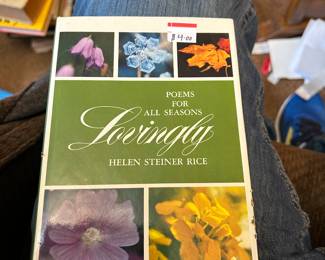 $4.00
POEMS
FOR
ALL SEASONS
Lovingly
HELEN STEINER RICE